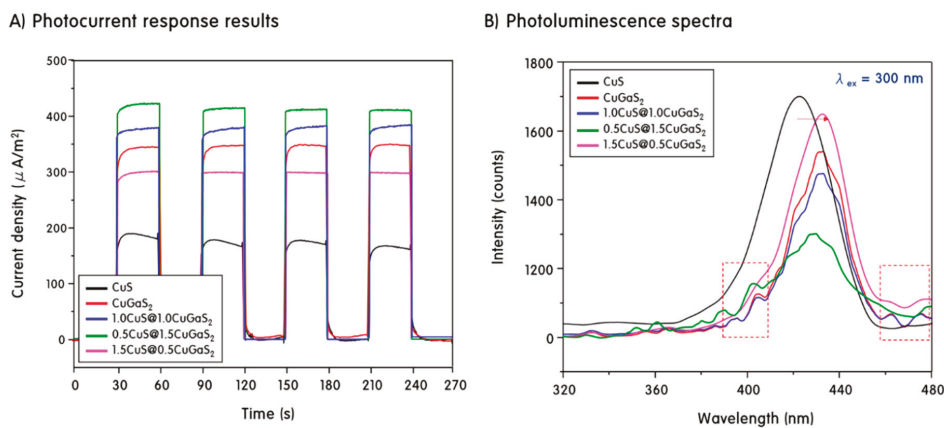 A) Photocurrent response results
500
400
300
200
100
0
Current density (μA/m²)
CuS
CuGaS₂
1.0CuS@1.0CuGaS₂
0.5CuS@1.5CuGaS₂
1.5CuS@0.5CuGaS₂
0 30 60 90 120 150 180 210 240 270
Time (s)
B) Photoluminescence spectra
1800
1600
1400
1200
1000
Intensity (counts)
CuS
CuGaS₂
1.0CuS@1.0CuGaS₂
0.5CuS@1.5CuGaS₂
1.5CuS@0.5CuGaS₂
λ ex = 300 nm
320 360 400 440 480
Wavelength (nm)